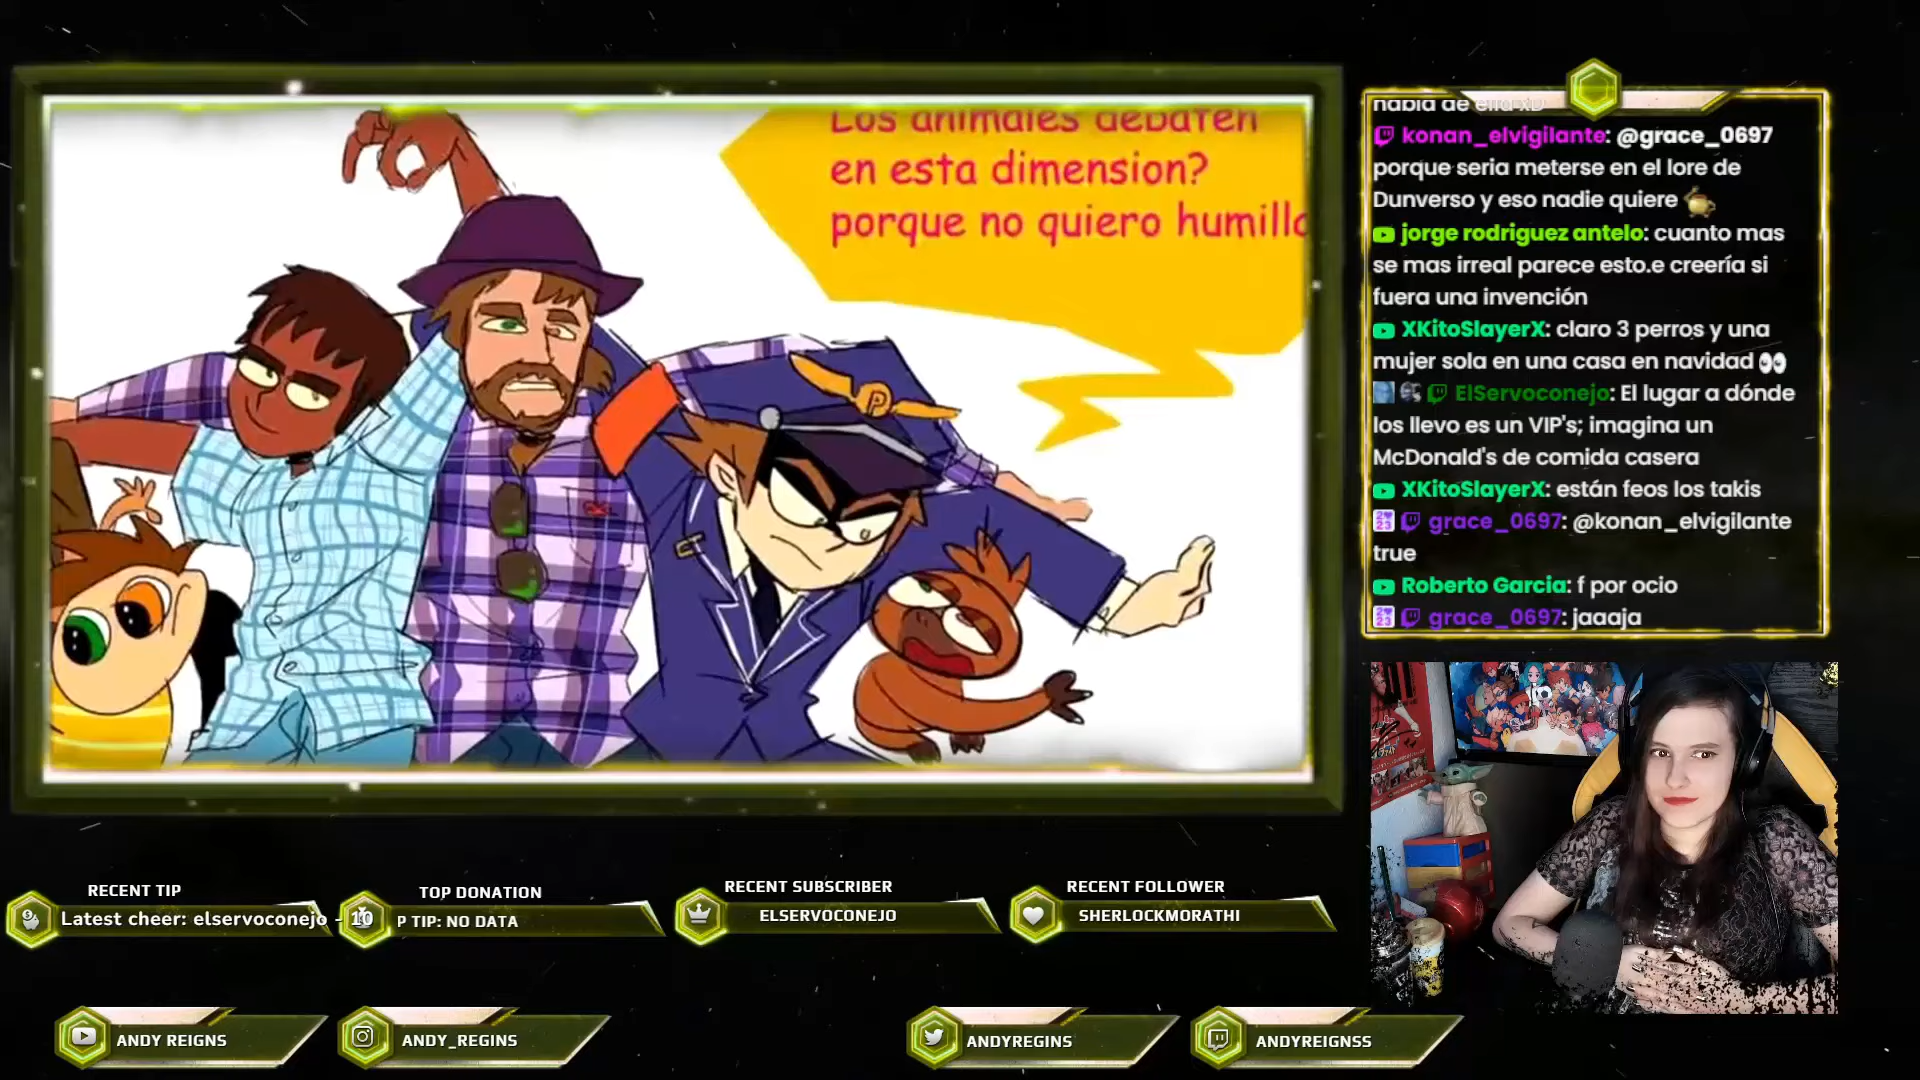 Los animales debaten
en esta dimension?
porque no quiero
P
había de ella xD
konan_elvigilante: @grace_0697
porque seria meterse en el lore de
Dunverso y eso nadie quiere
jorge rodriguez antelo: cuanto mas
se mas irreal parece esto.e creería si
fuera una invención
XKitoSlayerX: claro 3 perros y una
mujer sola en una casa en navidad 👀
ElServoconejo: El lugar a dónde
los llevo es un VIP's; imagina un
McDonald's de comida casera
XKitoSlayerX: están feos los takis
grace_0697: @konan_elvigilante
true
Roberto Garcia: f por ocio
grace_0697: jaaaja
RECENT TIP
Latest cheer: elservoconejo - 10
TOP DONATION
P TIP: NO DATA
RECENT SUBSCRIBER
ELSERVOCONEJO
RECENT FOLLOWER
SHERLOCKMORATHI
ANDY REIGNS
ANDY_REGINS
ANDYREGINS
ANDYREIGNSS